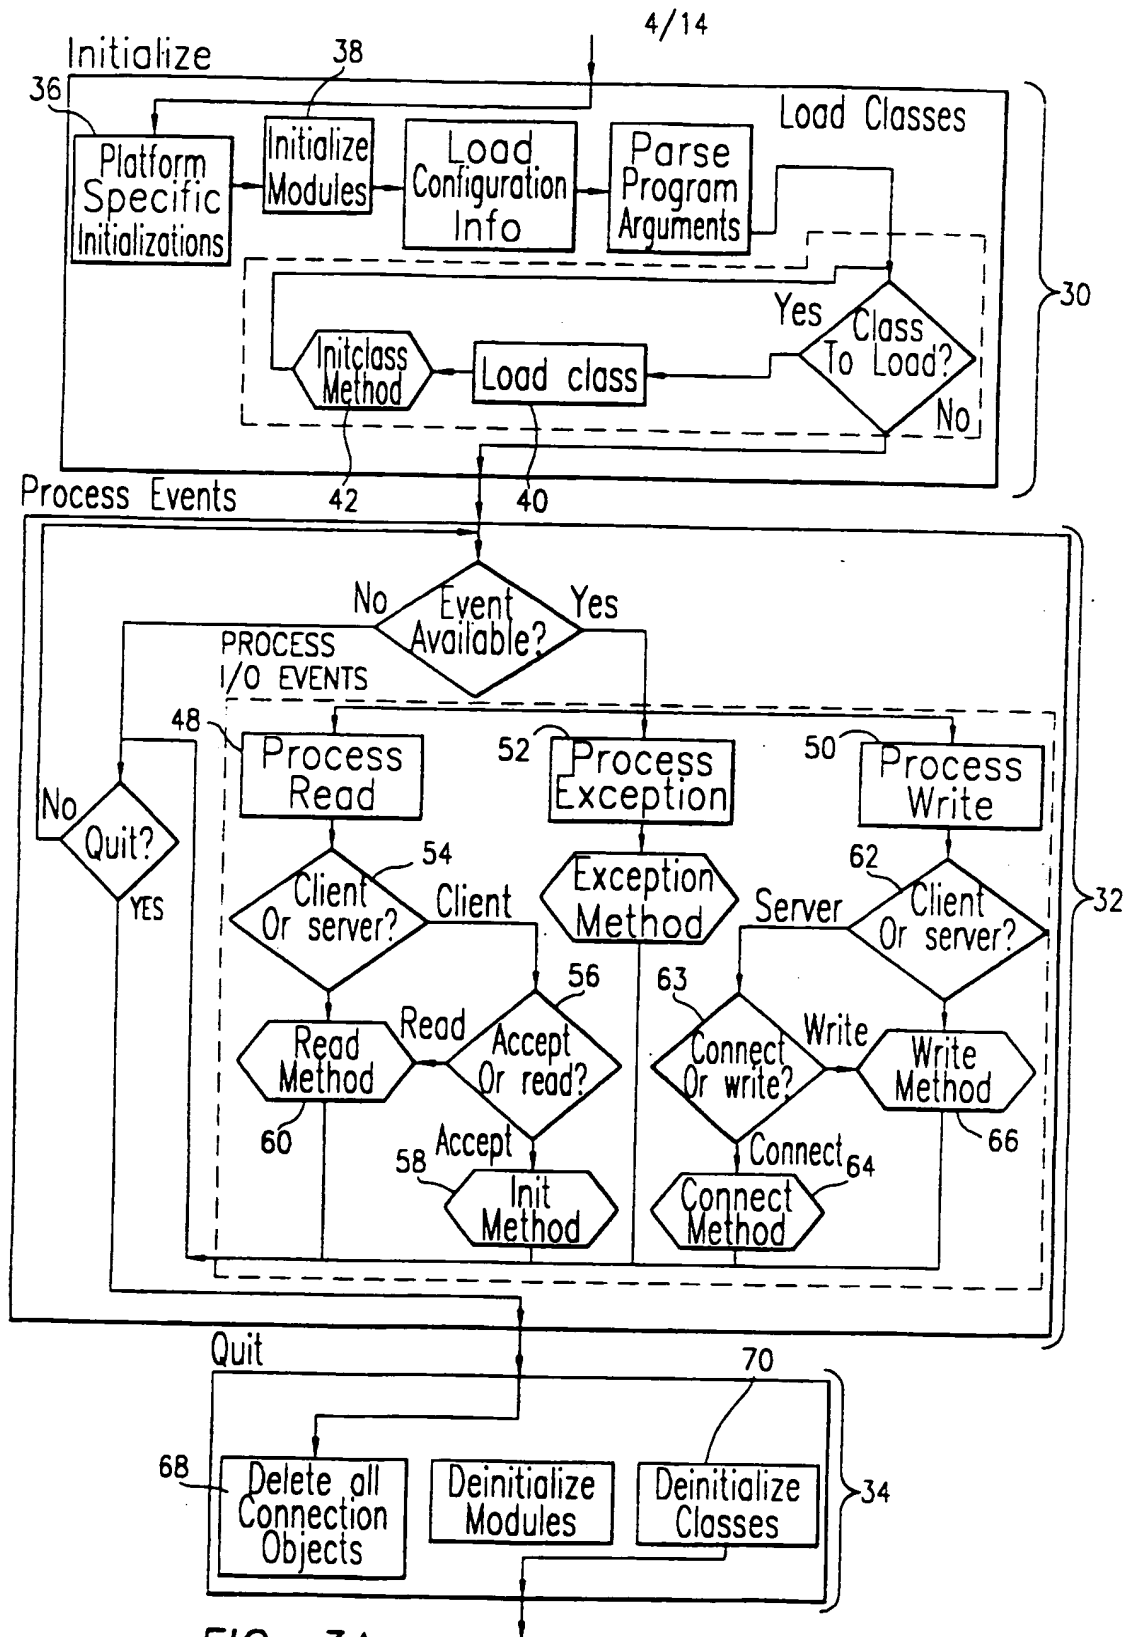 4/14
Initialize
38
36
Load Classes
Platform
Specific
Initializations
Initialize
Modules
Load
Configuration
Info
Parse
Program
Arguments
30
Yes
Class
To Load?
No
Initclass
Method
Load class
42
40
Process Events
No
Event
Available?
Yes
PROCESS
I/O EVENTS
48
Process
Read
52
Process
Exception
50
Process
Write
No
Quit?
YES
54
Client
Or server?
Client
Exception
Method
62
Server
Client
Or server?
32
56
63
Read
Method
Read
Accept
Or read?
Connect
Or write?
Write
Write
Method
60
66
Accept
58
Init
Method
Connect
64
Connect
Method
Quit
70
68
Delete all
Connection
Objects
Deinitialize
Modules
Deinitialize
Classes
34